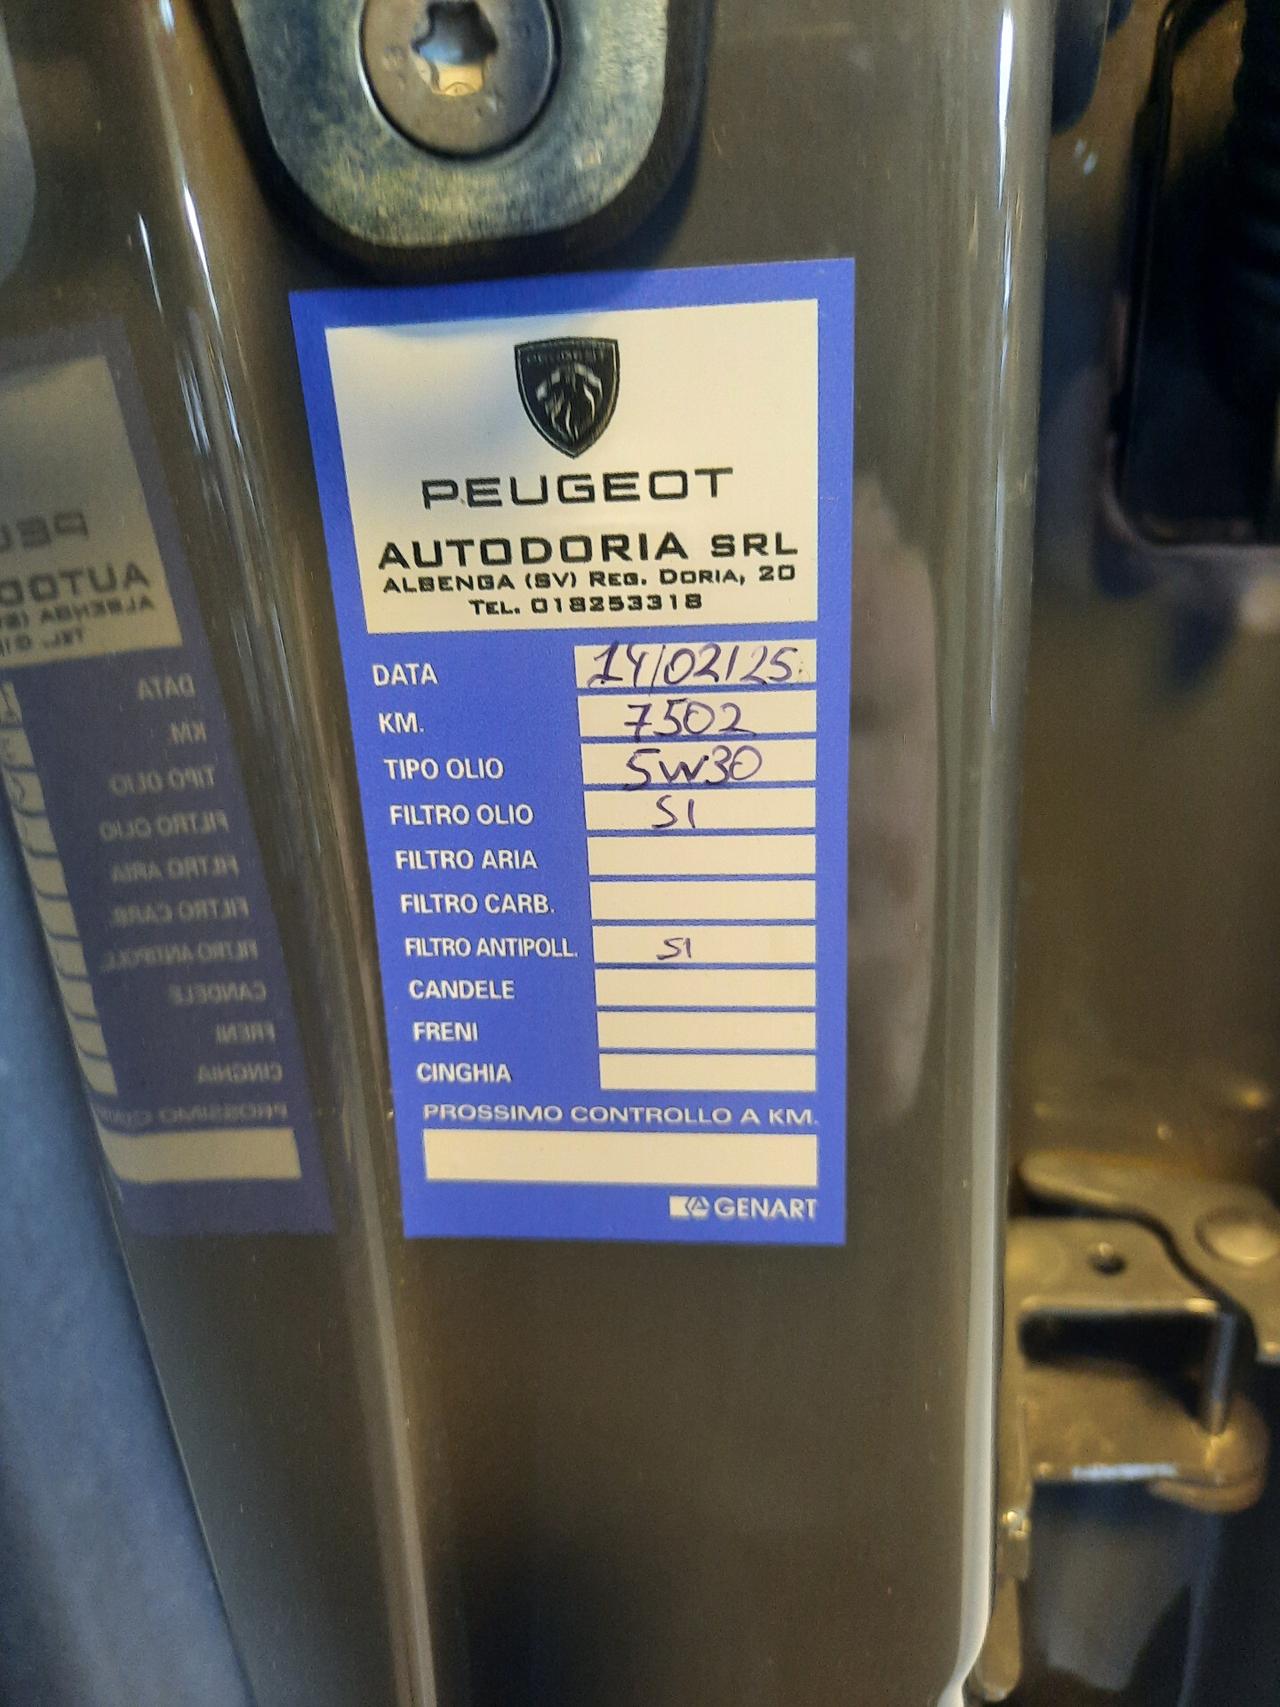 PEUGEOT
PEUGEOT
AUTODORIA SRL
ALBENGA (SV) REG. DORIA, 20
TEL. 018253318
DATA 14/02/25
KM. 7502
TIPO OLIO 5W30
FILTRO OLIO SI
FILTRO ARIA
FILTRO CARB.
FILTRO ANTIPOLL. SI
CANDELE
FRENI
CINGHIA
PROSSIMO CONTROLLO A KM.
GENART